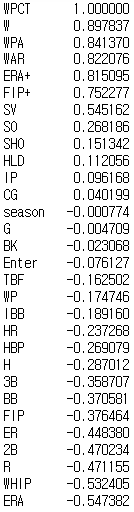 WPCT 1.000000
W 0.897837
WPA 0.841370
WAR 0.822076
ERA+ 0.815095
FIP+ 0.752277
SV 0.545162
SO 0.268186
SHO 0.151342
HLD 0.112056
IP 0.096168
CG 0.040199
season -0.000774
G -0.004709
BK -0.023068
Enter -0.076127
TBF -0.162502
WP -0.174746
IBB -0.189160
HR -0.237268
HBP -0.269079
H -0.287012
3B -0.358707
BB -0.370581
FIP -0.376464
ER -0.448380
2B -0.470234
R -0.471155
WHIP -0.532405
ERA -0.547382